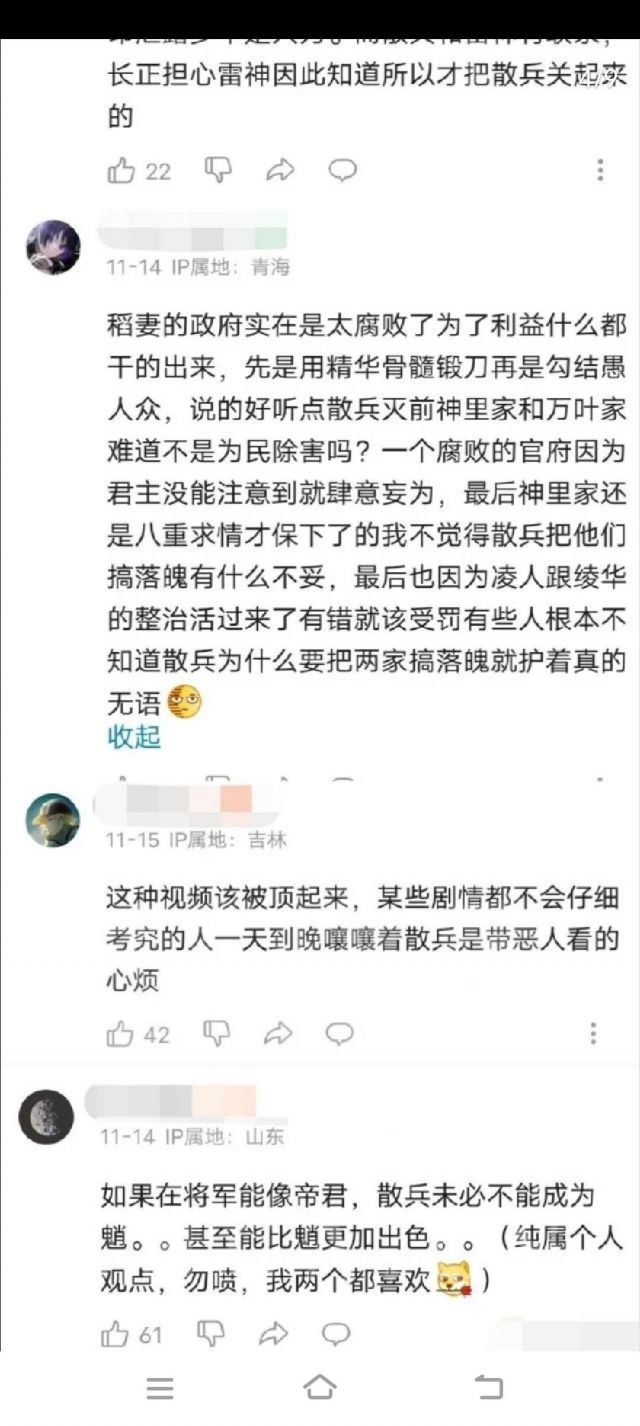 长正担心雷神因此知道所以才把散兵关起来
的
22
11-14 IP属地：青海
稻妻的政府实在是太腐败了为了利益什么都
干的出来，先是用精华骨髓锻刀再是勾结愚
人众，说的好听点散兵灭前神里家和万叶家
难道不是为民除害吗？一个腐败的官府因为
君主没能注意到就肆意妄为，最后神里家还
是八重求情才保下了的我不觉得散兵把他们
搞落魄有什么不妥，最后也因为凌人跟绫华
的整治活过来了有错就该受罚有些人根本不
知道散兵为什么要把两家搞落魄就护着真的
无语
收起
11-15 IP属地：吉林
这种视频该被顶起来，某些剧情都不会仔细
考究的人一天到晚嚷嚷着散兵是带恶人看的
心烦
42
11-14 IP属地：山东
如果在将军能像帝君，散兵未必不能成为
魈。。甚至能比魈更加出色。。（纯属个人
观点，勿喷，我两个都喜欢）
61